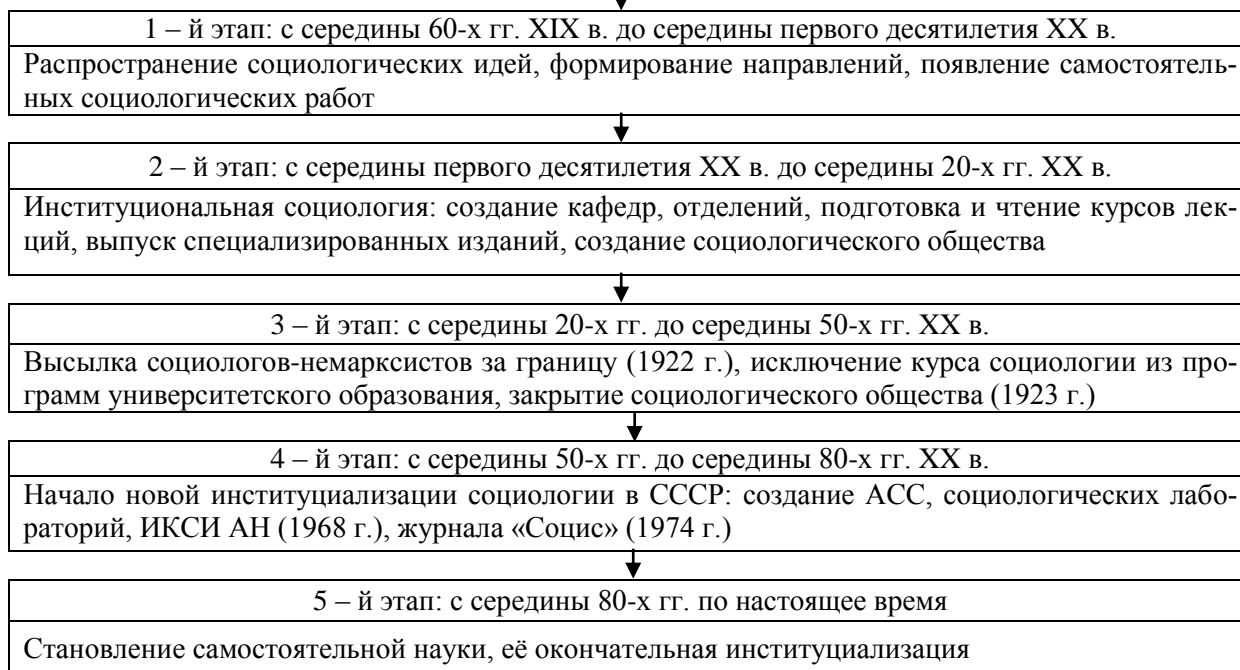 1 – й этап: с середины 60-х гг. XIX в. до середины первого десятилетия XX в.
Распространение социологических идей, формирование направлений, появление самостоятель-
ных социологических работ
2 – й этап: с середины первого десятилетия XX в. до середины 20-х гг. XX в.
Институциональная социология: создание кафедр, отделений, подготовка и чтение курсов лек-
ций, выпуск специализированных изданий, создание социологического общества
3 – й этап: с середины 20-х гг. до середины 50-х гг. XX в.
Высылка социологов-немарксистов за границу (1922 г.), исключение курса социологии из про-
грамм университетского образования, закрытие социологического общества (1923 г.)
4 – й этап: с середины 50-х гг. до середины 80-х гг. XX в.
Начало новой институциализации социологии в СССР: создание АСС, социологических лабо-
раторий, ИКСИ АН (1968 г.), журнала «Социс» (1974 г.)
5 – й этап: с середины 80-х гг. по настоящее время
Становление самостоятельной науки, её окончательная институциализация